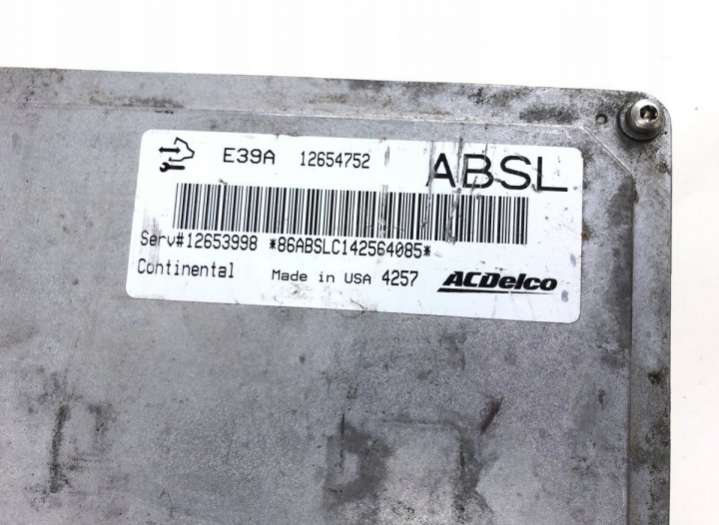 E39A 12654752 ABSL
Serv#12653998 *86ABSLC142564085*
Continental Made in USA 4257 ACDelco